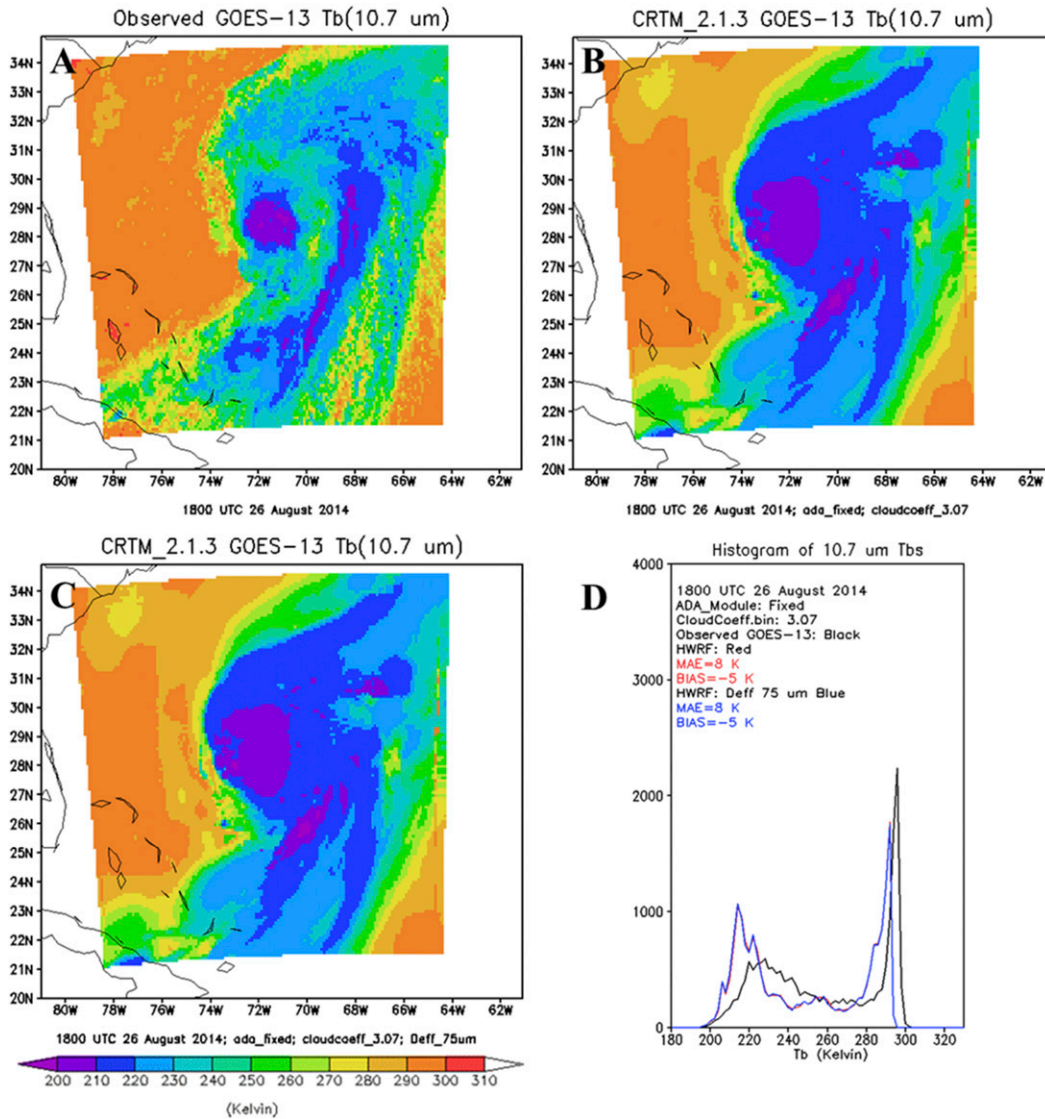 Observed GOES-13 Tb(10.7 um)
A
34N
33N
32N
31N
30N
29N
28N
27N
26N
25N
24N
23N
22N
21N
20N
80W 78W 76W 74W 72W 70W 68W 66W 64W 62W
1800 UTC 26 August 2014
CRTM_2.1.3 GOES-13 Tb(10.7 um)
B
34N
33N
32N
31N
30N
29N
28N
27N
26N
25N
24N
23N
22N
21N
20N
80W 78W 76W 74W 72W 70W 68W 66W 64W 62W
1800 UTC 26 August 2014; ada_fixed; cloudcoeff_3.07
CRTM_2.1.3 GOES-13 Tb(10.7 um)
C
34N
33N
32N
31N
30N
29N
28N
27N
26N
25N
24N
23N
22N
21N
20N
80W 78W 76W 74W 72W 70W 68W 66W 64W 62W
1800 UTC 26 August 2014; ada_fixed; cloudcoeff_3.07; Deff_75um
200 210 220 230 240 250 260 270 280 290 300 310
(Kelvin)
Histogram of 10.7 um Tbs
D
4000
3000
2000
1000
0
1800 UTC 26 August 2014
ADA_Module: Fixed
CloudCoeff.bin: 3.07
Observed GOES-13: Black
HWRF: Red
MAE=8 K
BIAS=-5 K
HWRF: Deff 75 um Blue
MAE=8 K
BIAS=-5 K
180 200 220 240 260 280 300 320
Tb (Kelvin)